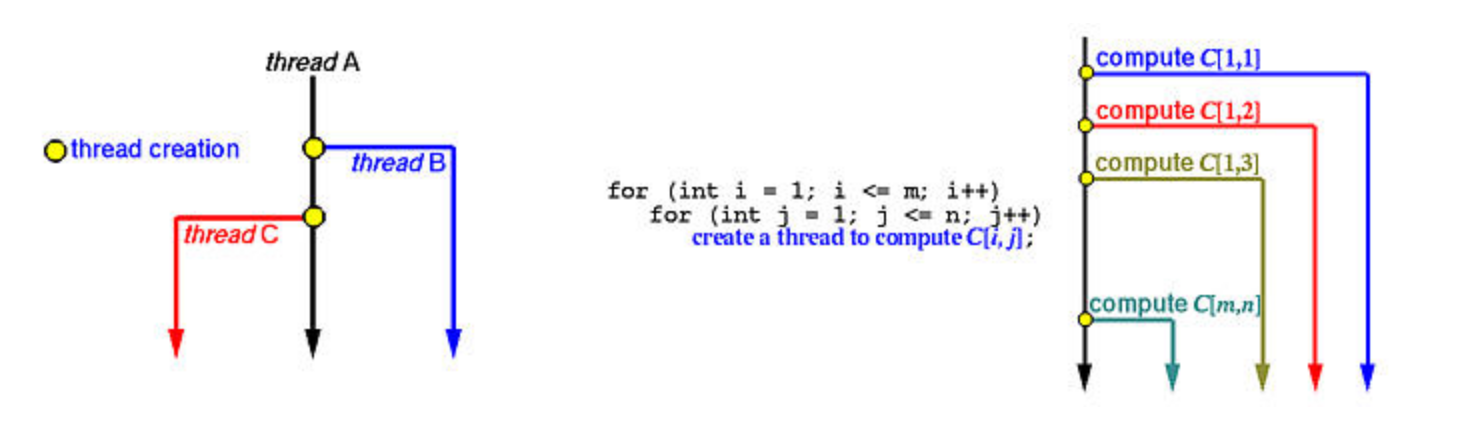 thread A
thread creation
thread B
thread C
for (int i = 1; i <= m; i++)
for (int j = 1; j <= n; j++)
create a thread to compute C[i, j];
compute C[1,1]
compute C[1,2]
compute C[1,3]
compute C[m,n]